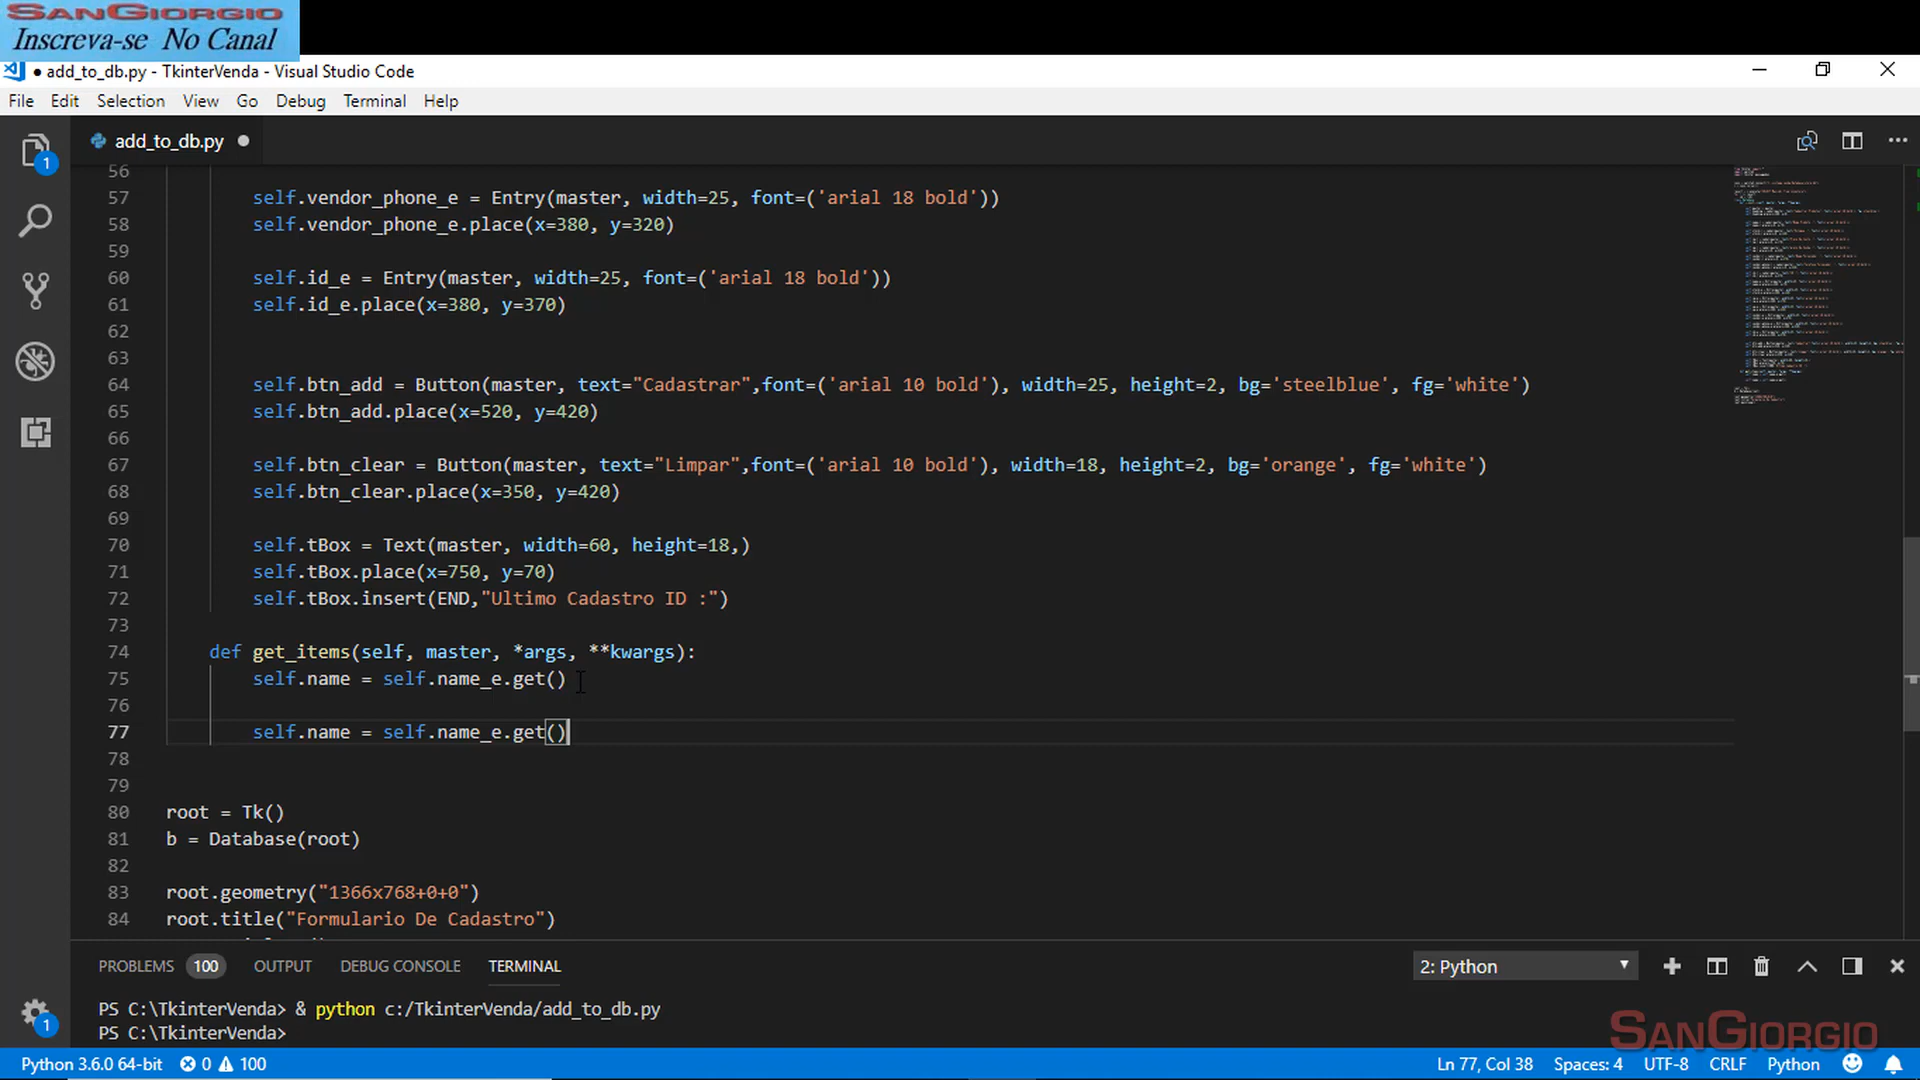 SANGIORGIO
Inscreva-se No Canal
● add_to_db.py - TkinterVenda - Visual Studio Code
File Edit Selection View Go Debug Terminal Help
1
add_to_db.py
56
57 self.vendor_phone_e = Entry(master, width=25, font=('arial 18 bold'))
58 self.vendor_phone_e.place(x=380, y=320)
59
60 self.id_e = Entry(master, width=25, font=('arial 18 bold'))
61 self.id_e.place(x=380, y=370)
62
63
64 self.btn_add = Button(master, text="Cadastrar",font=('arial 10 bold'), width=25, height=2, bg='steelblue', fg='white')
65 self.btn_add.place(x=520, y=420)
66
67 self.btn_clear = Button(master, text="Limpar",font=('arial 10 bold'), width=18, height=2, bg='orange', fg='white')
68 self.btn_clear.place(x=350, y=420)
69
70 self.tBox = Text(master, width=60, height=18,)
71 self.tBox.place(x=750, y=70)
72 self.tBox.insert(END,"Ultimo Cadastro ID :")
73
74 def get_items(self, master, *args, **kwargs):
75 self.name = self.name_e.get()
76
77 self.name = self.name_e.get()
78
79
80 root = Tk()
81 b = Database(root)
82
83 root.geometry("1366x768+0+0")
84 root.title("Formulario De Cadastro")
PROBLEMS 100 OUTPUT DEBUG CONSOLE TERMINAL 2: Python
PS C:\TkinterVenda> & python c:/TkinterVenda/add_to_db.py
PS C:\TkinterVenda>
1
SANGIORGIO
Python 3.6.0 64-bit 0 100 Ln 77, Col 38 Spaces: 4 UTF-8 CRLF Python